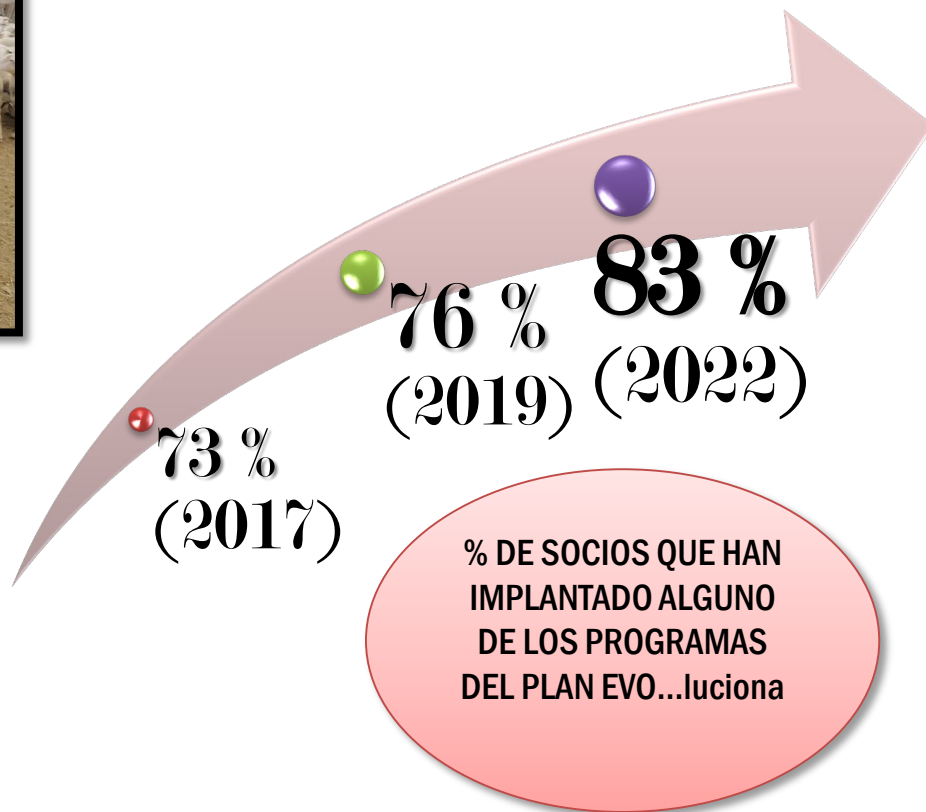 83 %
(2022)
76 %
(2019)
73 %
(2017)
% DE SOCIOS QUE HAN
IMPLANTADO ALGUNO
DE LOS PROGRAMAS
DEL PLAN EVO...luciona